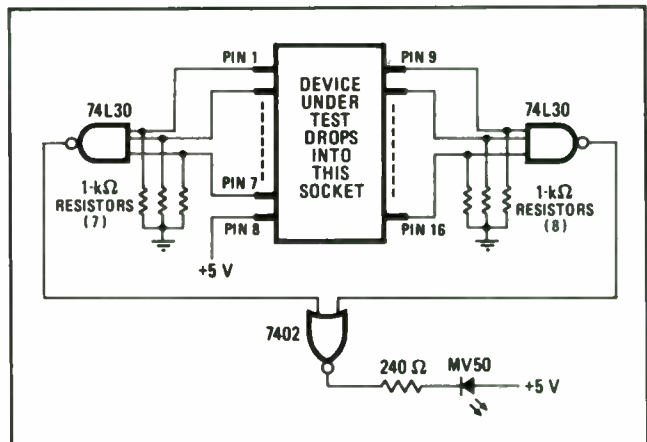 PIN 1
PIN 9
DEVICE
UNDER
TEST
DROPS
INTO
THIS
SOCKET
74L30
74L30
1-kΩ
RESISTORS
(7)
PIN 7
PIN 8
+5 V
PIN 16
1-kΩ
RESISTORS
(8)
7402
240 Ω
MV50
+5 V